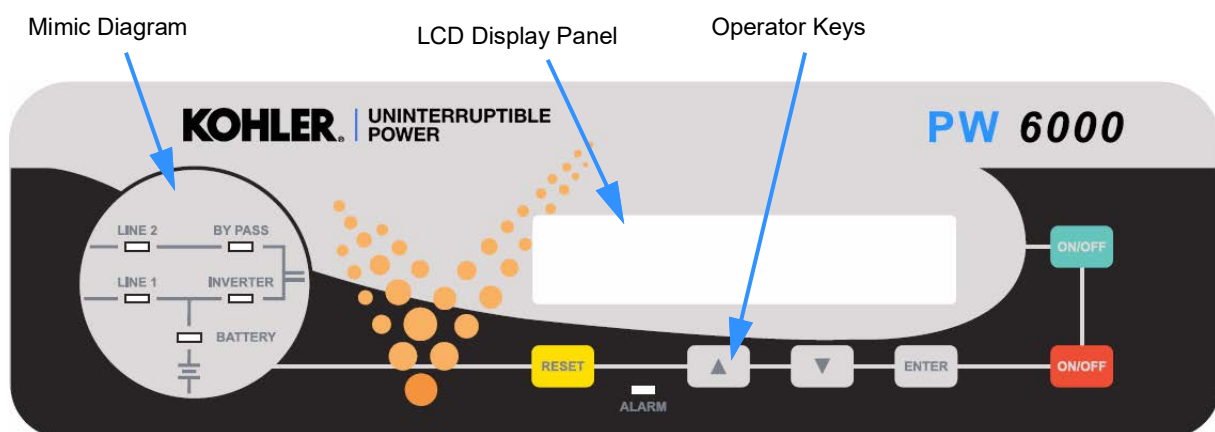 Mimic Diagram
LCD Display Panel
Operator Keys
KOHLER® UNINTERRUPTIBLE
POWER
PW 6000
LINE 2
BY PASS
LINE 1
INVERTER
BATTERY
ON/OFF
RESET
▲
▼
ENTER
ON/OFF
ALARM